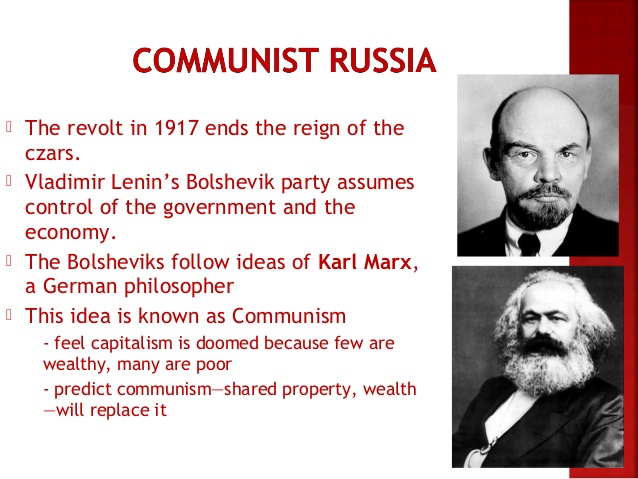 COMMUNIST RUSSIA
The revolt in 1917 ends the reign of the
czars.
Vladimir Lenin’s Bolshevik party assumes
control of the government and the
economy.
The Bolsheviks follow ideas of Karl Marx,
a German philosopher
This idea is known as Communism
- feel capitalism is doomed because few are
wealthy, many are poor
- predict communism—shared property, wealth
—will replace it